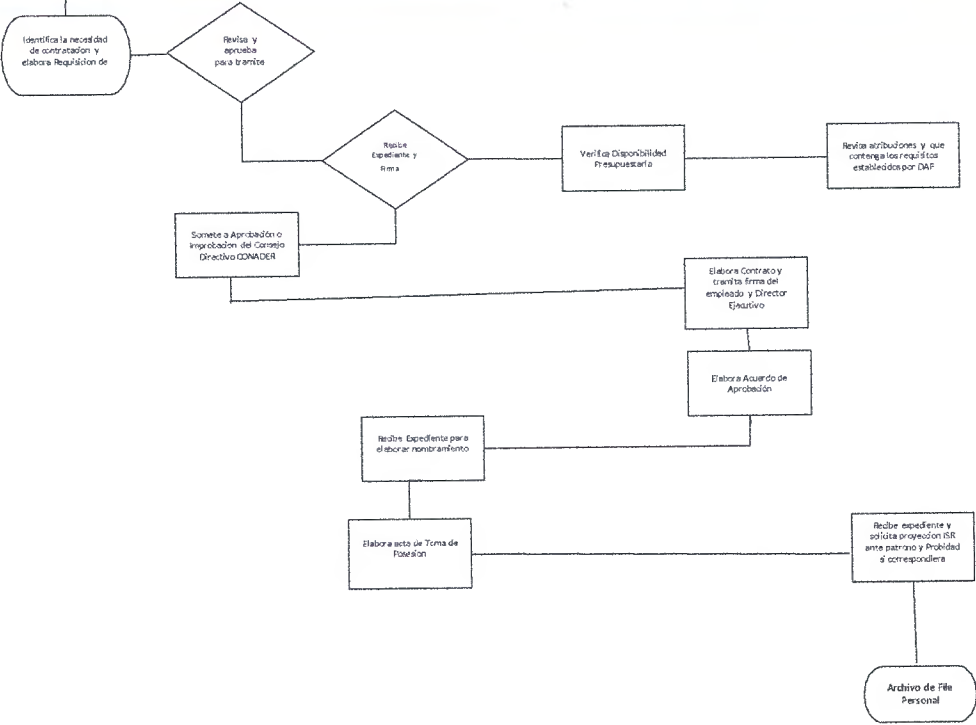 Identifica la necesidad
de contratacion y
elabora Requisicion de
Revisa y
aprueba
para tramite
Recibe
Expediente y
Firma
Verifica Disponibilidad
Presupuestaria
Revisa atribuciones y que
contenga los requisitos
establecidos por DAF
Somete a Aprobación o
Improbacion del Consejo
Directivo CONADER
Elabora Contrato y
tramita firma del
empleado y Director
Ejecutivo
Elabora Acuerdo de
Aprobación
Recibe Expediente para
elaborar nombramiento
Elabora acta de Toma de
Posesion
Recibe expediente y
solicita proyeccion ISR
ante patrono y Probidad
si correspondiera
Archivo de File
Personal